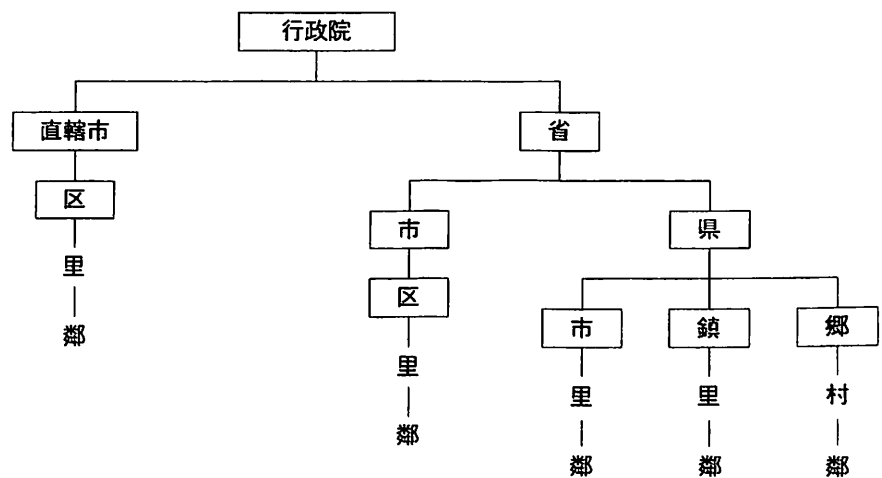 行政院
直轄市 省
区 市 県
里 区 市 鎮 郷
鄰 里 里 里 村
鄰 鄰 鄰 鄰